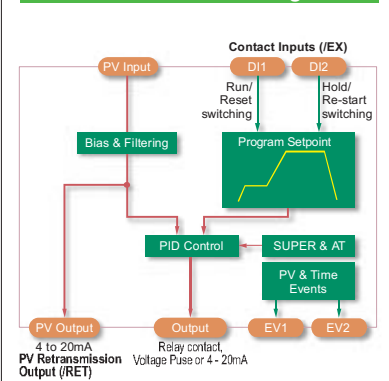 Contact Inputs (/EX)
PV Input
DI1
DI2
Run/
Reset
switching
Hold/
Re-start
switching
Bias & Filtering
Program Setpoint
PID Control
SUPER & AT
PV & Time
Events
PV Output
Output
EV1
EV2
4 to 20mA
PV Retransmission
Output (/RET)
Relay contact,
Voltage Puse or 4 - 20mA